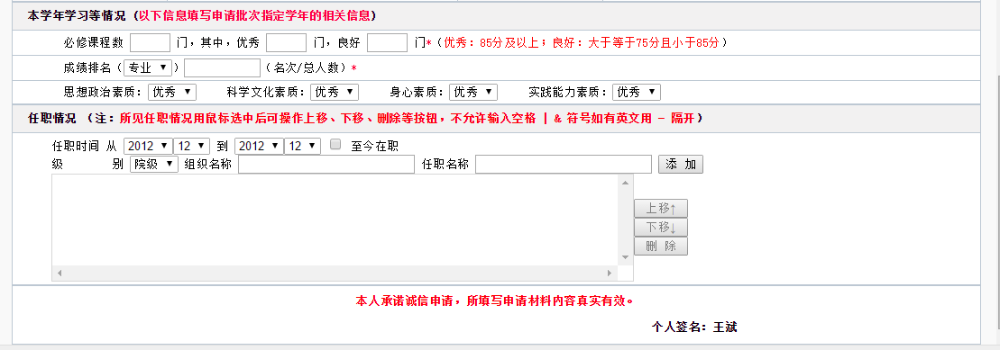 本学年学习等情况 (以下信息填写申请批次指定学年的相关信息)
必修课程数 门,其中,优秀 门,良好 门*(优秀:85分及以上;良好:大于等于75分且小于85分)
成绩排名(专业) (名次/总人数)*
思想政治素质:优秀 科学文化素质:优秀 身心素质:优秀 实践能力素质:优秀
任职情况 (注:所见任职情况用鼠标选中后可操作上移、下移、删除等按钮,不允许输入空格 | & 符号如有英文用 - 隔开)
任职时间 从 2012 12 到 2012 12 至今在职
级 别 院级 组织名称 任职名称 添 加
上移↑
下移↓
删 除
本人承诺诚信申请,所填写申请材料内容真实有效。
个人签名:王斌